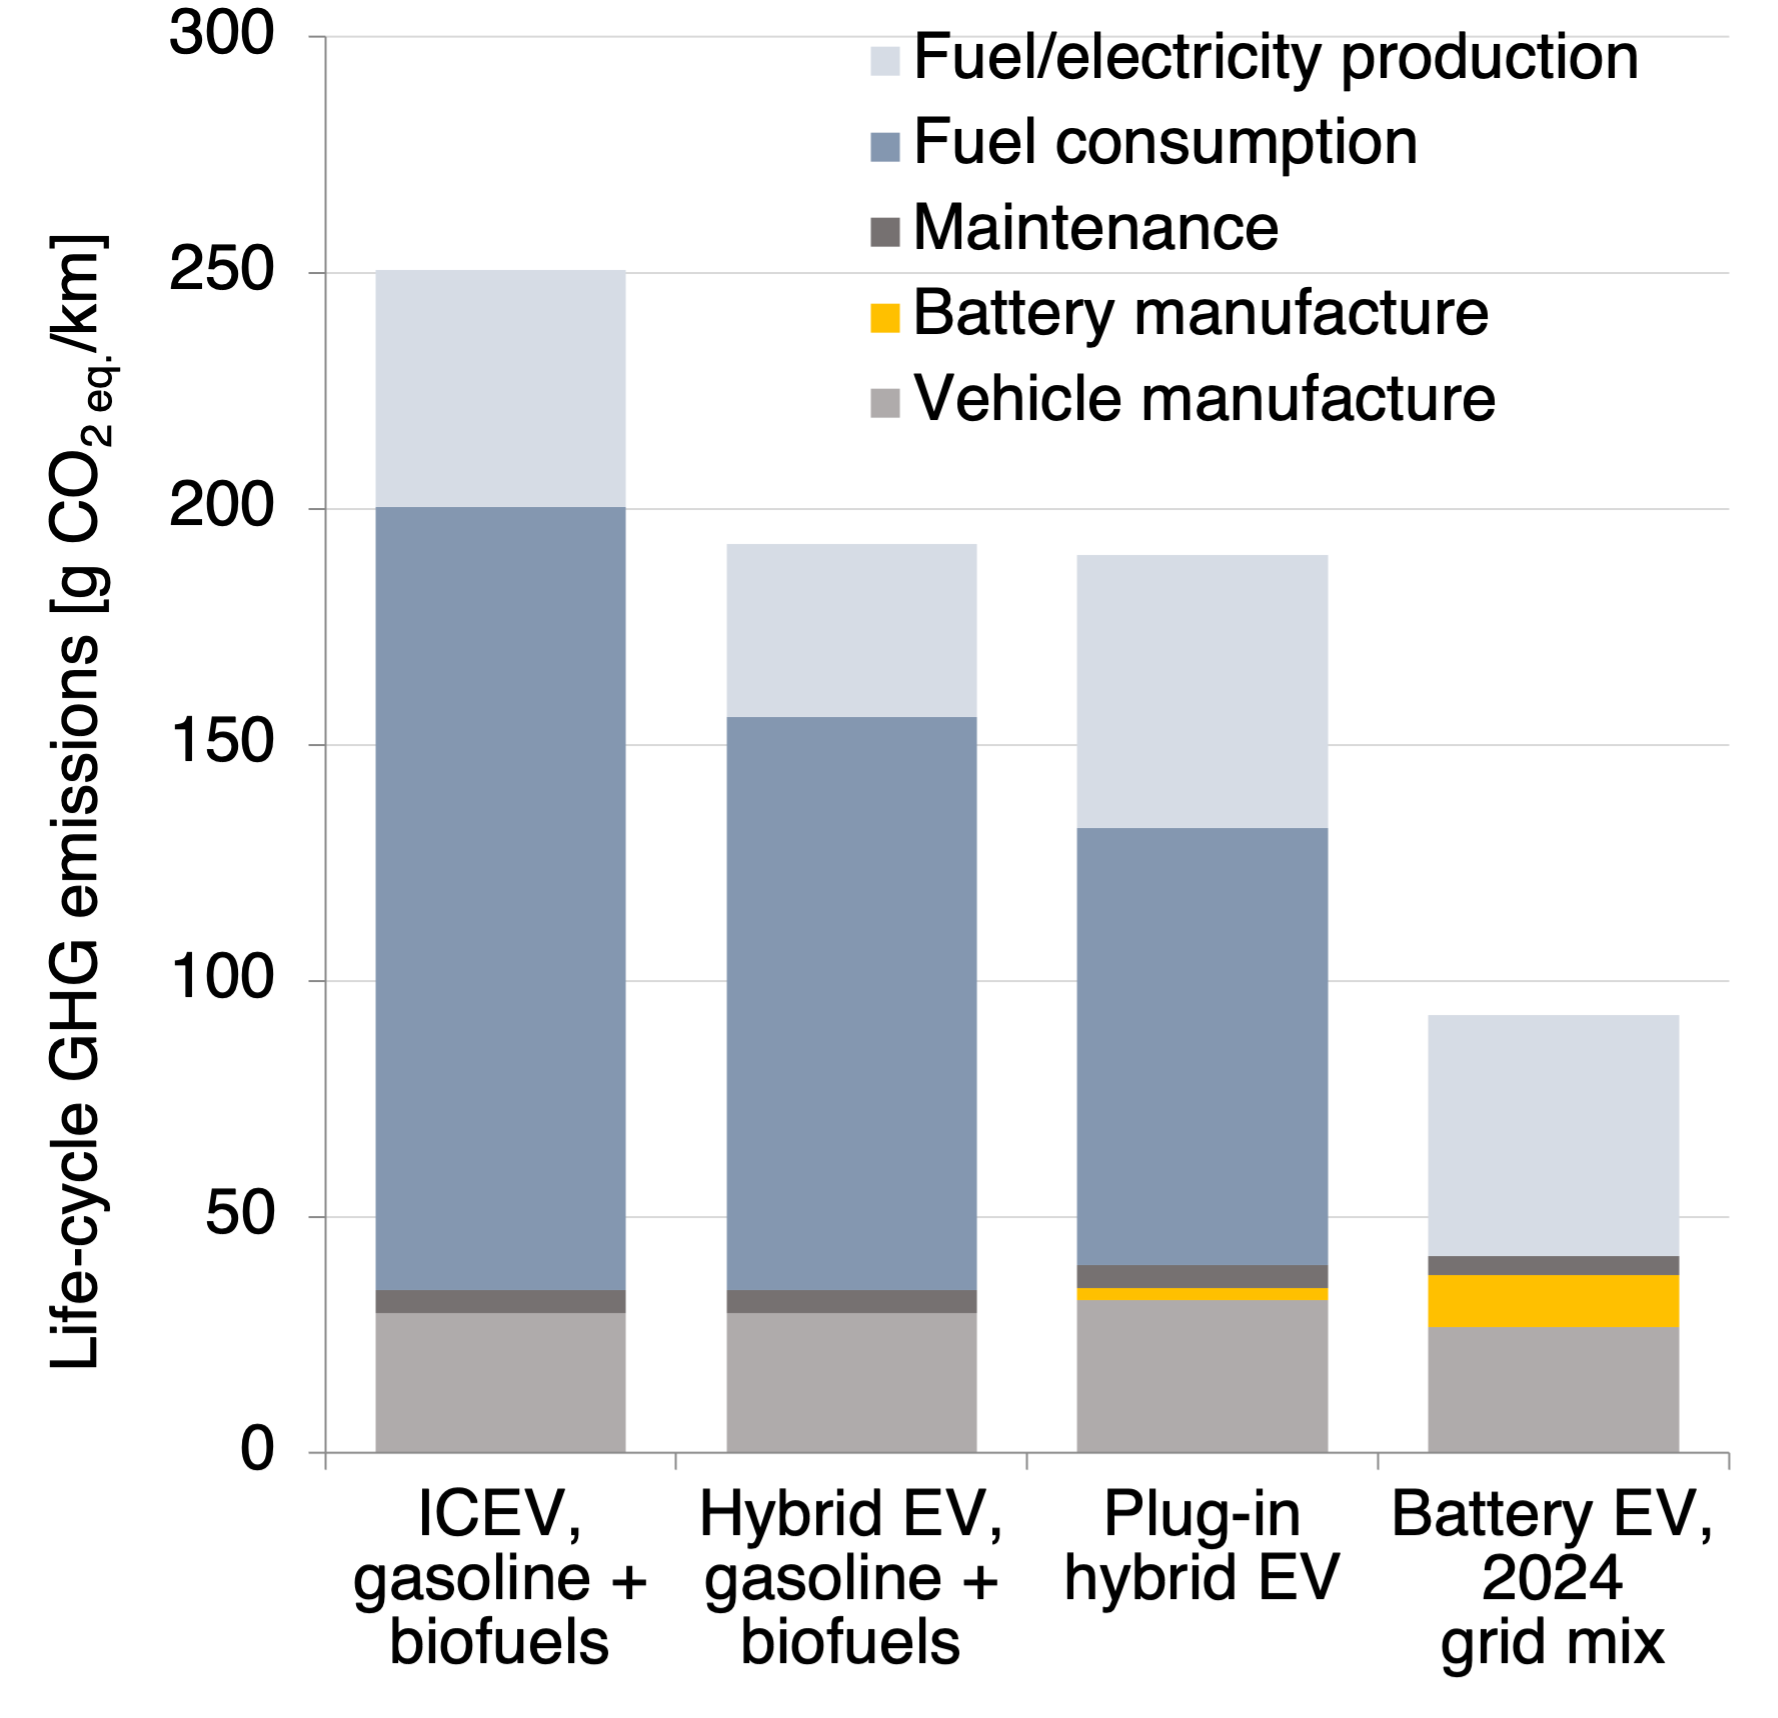 Life-cycle GHG emissions [g CO2 eq./km]
300
250
200
150
100
50
0
Fuel/electricity production
Fuel consumption
Maintenance
Battery manufacture
Vehicle manufacture
ICEV,
gasoline +
biofuels
Hybrid EV,
gasoline +
biofuels
Plug-in
hybrid EV
Battery EV,
2024
grid mix